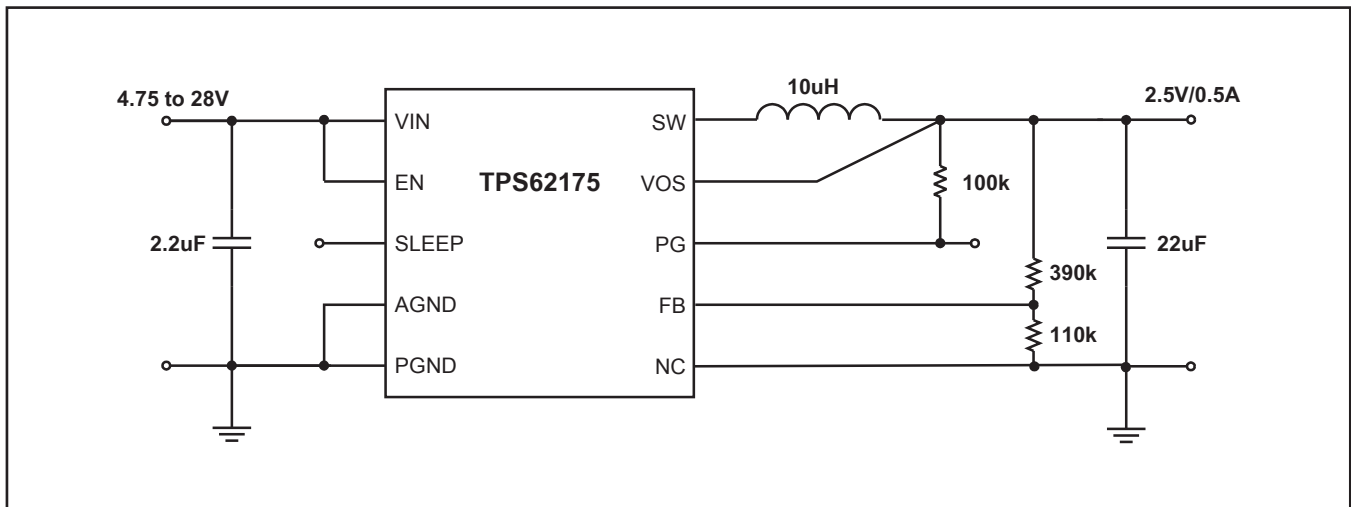 10uH
4.75 to 28V
2.5V/0.5A
VIN
SW
EN
TPS62175
VOS
100k
2.2uF
SLEEP
PG
22uF
390k
AGND
FB
110k
PGND
NC